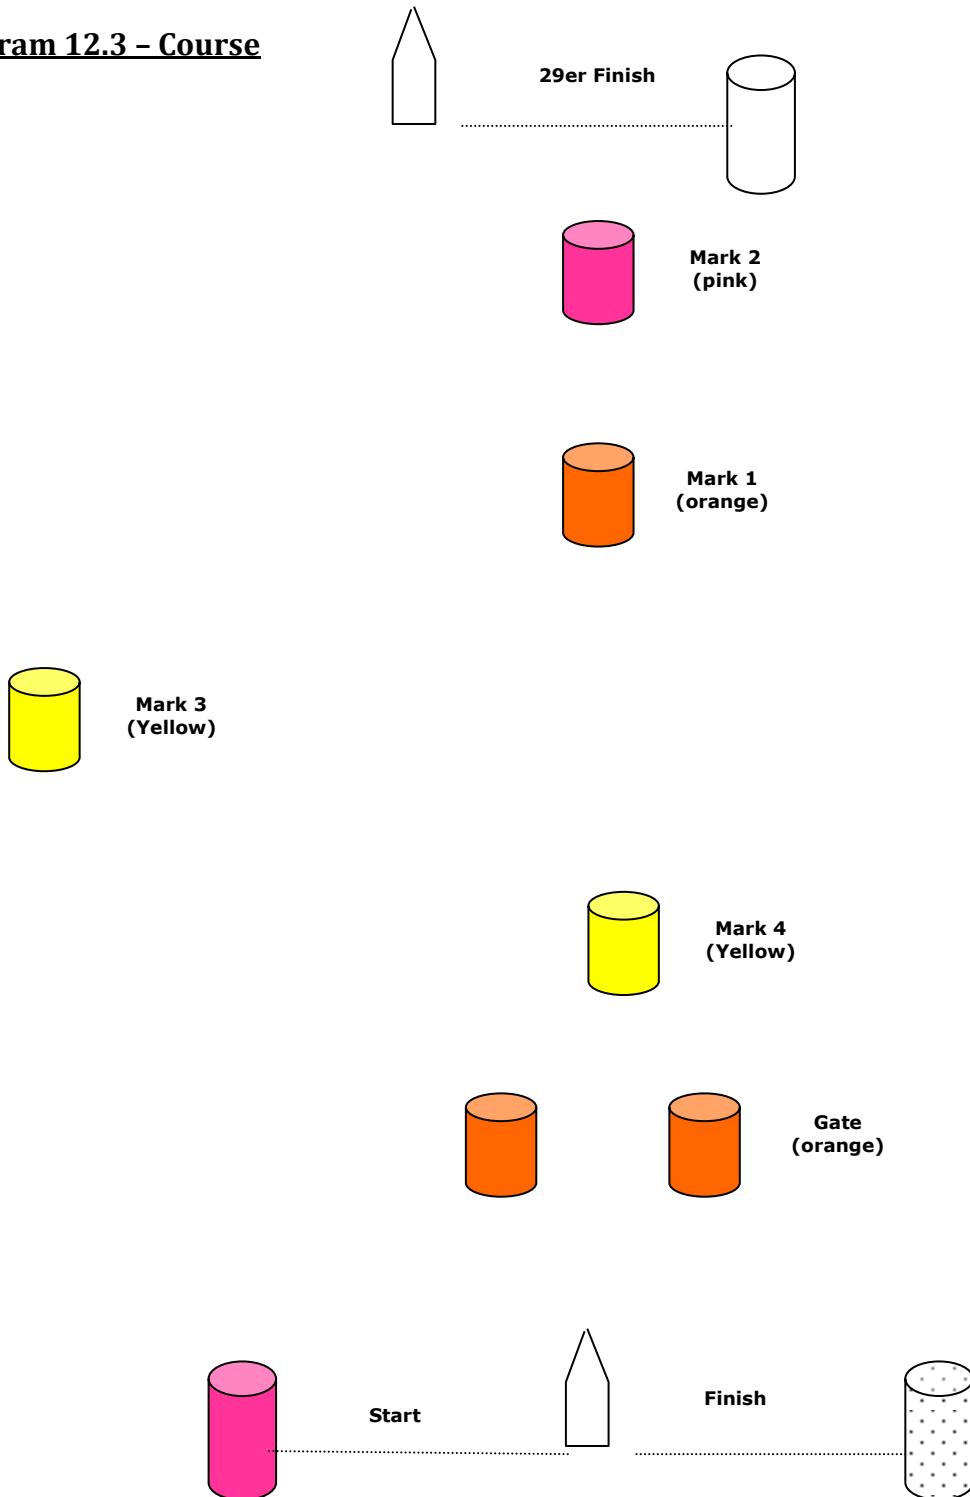 ram 12.3 – Course
29er Finish
Mark 2
(pink)
Mark 1
(orange)
Mark 3
(Yellow)
Mark 4
(Yellow)
Gate
(orange)
Finish
Start